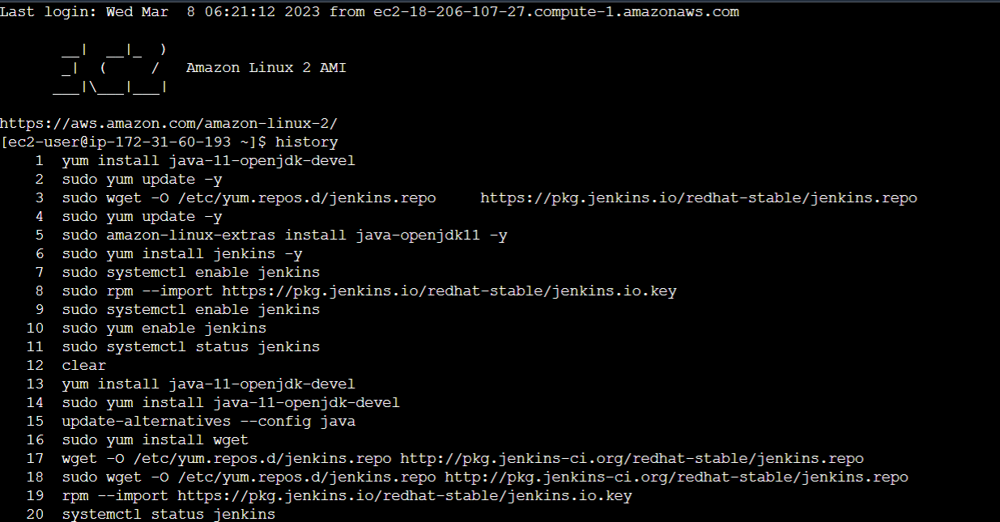 Last login: Wed Mar  8 06:21:12 2023 from ec2-18-206-107-27.compute-1.amazonaws.com

       __|  __|_  )
       _|  (     /   Amazon Linux 2 AMI
      ___|\___|___|

https://aws.amazon.com/amazon-linux-2/
[ec2-user@ip-172-31-60-193 ~]$ history
    1  yum install java-11-openjdk-devel
    2  sudo yum update -y
    3  sudo wget -O /etc/yum.repos.d/jenkins.repo     https://pkg.jenkins.io/redhat-stable/jenkins.repo
    4  sudo yum update -y
    5  sudo amazon-linux-extras install java-openjdk11 -y
    6  sudo yum install jenkins -y
    7  sudo systemctl enable jenkins
    8  sudo rpm --import https://pkg.jenkins.io/redhat-stable/jenkins.io.key
    9  sudo systemctl enable jenkins
   10  sudo yum enable jenkins
   11  sudo systemctl status jenkins
   12  clear
   13  yum install java-11-openjdk-devel
   14  sudo yum install java-11-openjdk-devel
   15  update-alternatives --config java
   16  sudo yum install wget
   17  wget -O /etc/yum.repos.d/jenkins.repo http://pkg.jenkins-ci.org/redhat-stable/jenkins.repo
   18  sudo wget -O /etc/yum.repos.d/jenkins.repo http://pkg.jenkins-ci.org/redhat-stable/jenkins.repo
   19  rpm --import https://pkg.jenkins.io/redhat-stable/jenkins.io.key
   20  systemctl status jenkins